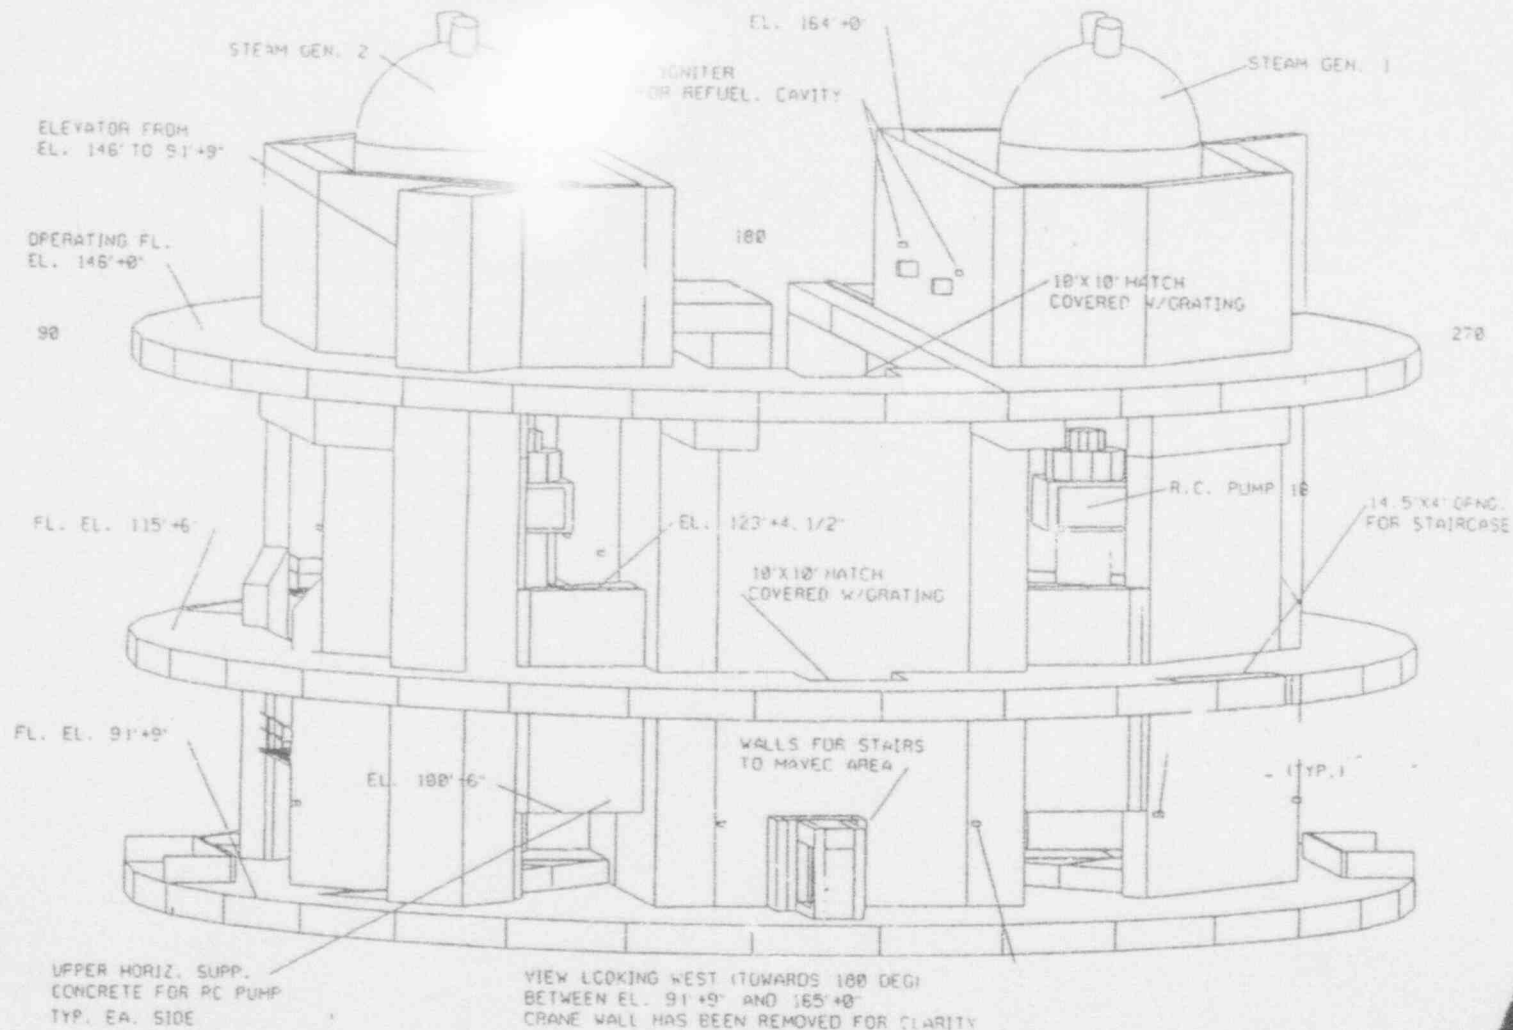 STEAM GEN. 2
EL. 164'+0
IGNITER
FOR REFUEL. CAVITY
STEAM GEN. 1
ELEVATOR FROM
EL. 146' TO 91'+9"
OPERATING FL.
EL. 146'+0"
180
10'X10' HATCH
COVERED W/GRATING
90
270
R.C. PUMP 1B
FL. EL. 115'+6"
EL. 123'+4.1/2"
14.5'X4' OPNG.
FOR STAIRCASE
10'X10' HATCH
COVERED W/GRATING
FL. EL. 91'+9"
WALLS FOR STAIRS
TO MAVEC AREA
EL. 100'-6"
(TYP.)
UPPER HORIZ. SUPP.
CONCRETE FOR RC PUMP
TYP. EA. SIDE
VIEW LOOKING WEST (TOWARDS 180 DEG)
BETWEEN EL. 91'+9" AND 165'+0"
CRANE WALL HAS BEEN REMOVED FOR CLARITY